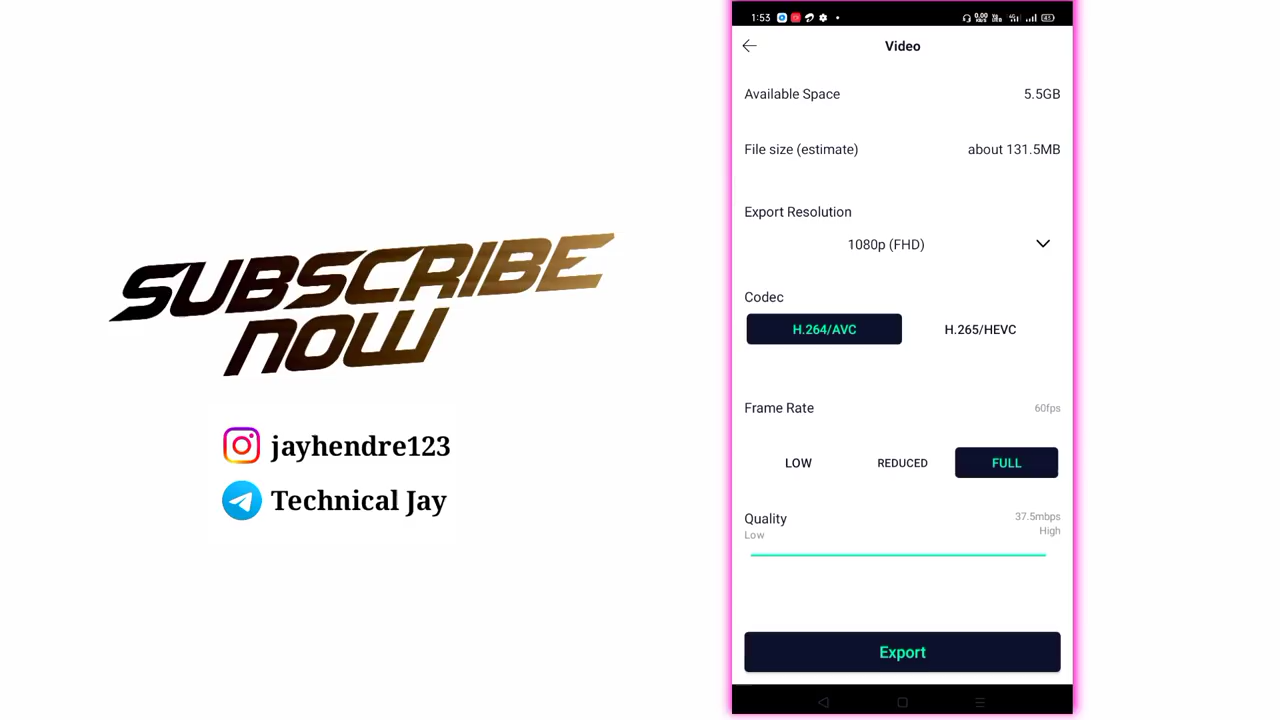 SUBSCRIBE
NOW
jayhendre123
Technical Jay
1:53
Video
Available Space 5.5GB
File size (estimate) about 131.5MB
Export Resolution
1080p (FHD)
Codec
H.264/AVC H.265/HEVC
Frame Rate 60fps
LOW REDUCED FULL
Quality 37.5mbps
Low High
Export